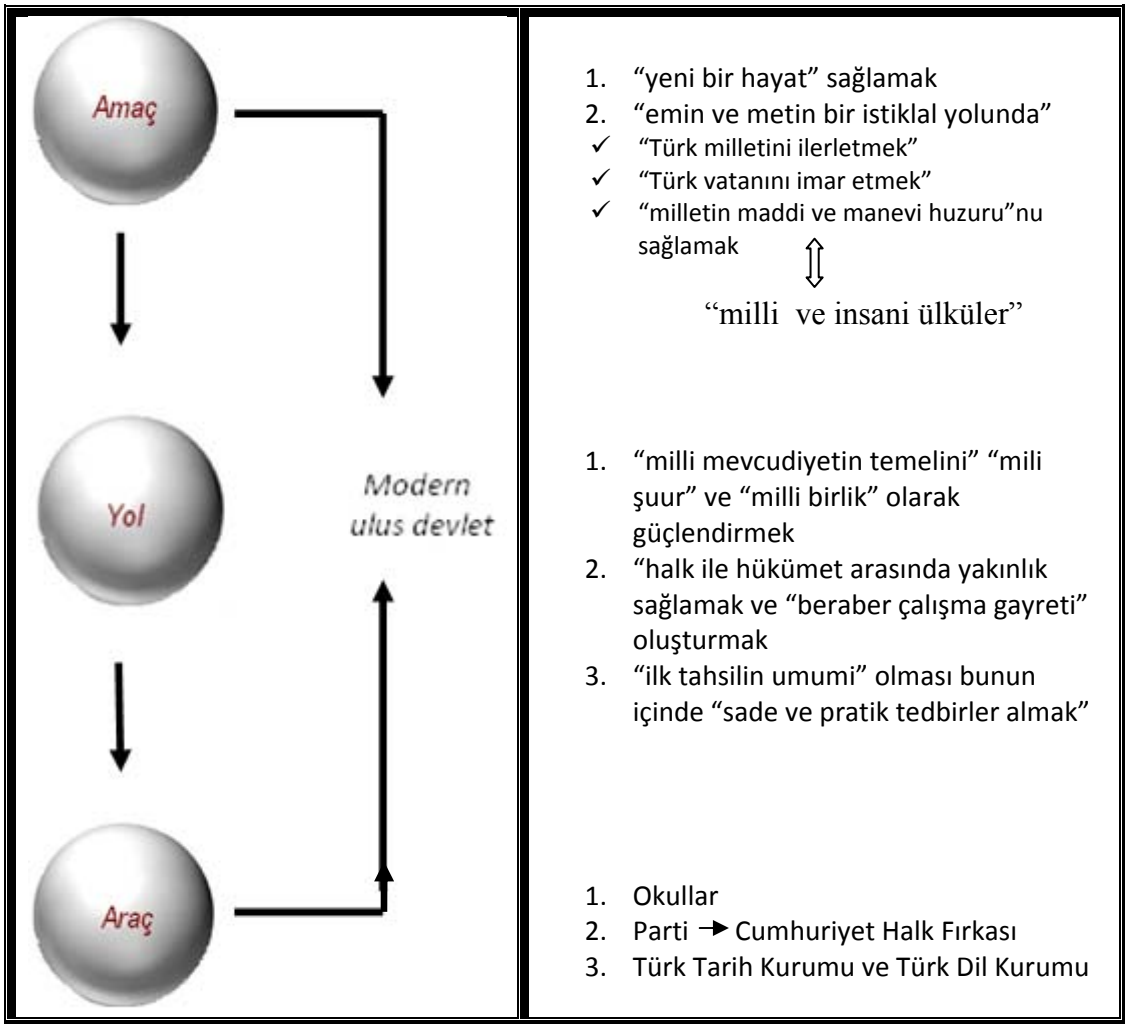 Amaç
1. “yeni bir hayat” sağlamak
2. “emin ve metin bir istiklal yolunda”
✓ “Türk milletini ilerletmek”
✓ “Türk vatanını imar etmek”
✓ “milletin maddi ve manevi huzuru”nu
sağlamak
“milli ve insani ülküler”
Yol
Modern
ulus devlet
1. “milli mevcudiyetin temelini” “mili
şuur” ve “milli birlik” olarak
güçlendirmek
2. “halk ile hükümet arasında yakınlık
sağlamak ve “beraber çalışma gayreti”
oluşturmak
3. “ilk tahsilin umumi” olması bunun
içinde “sade ve pratik tedbirler almak”
Araç
1. Okullar
2. Parti → Cumhuriyet Halk Fırkası
3. Türk Tarih Kurumu ve Türk Dil Kurumu